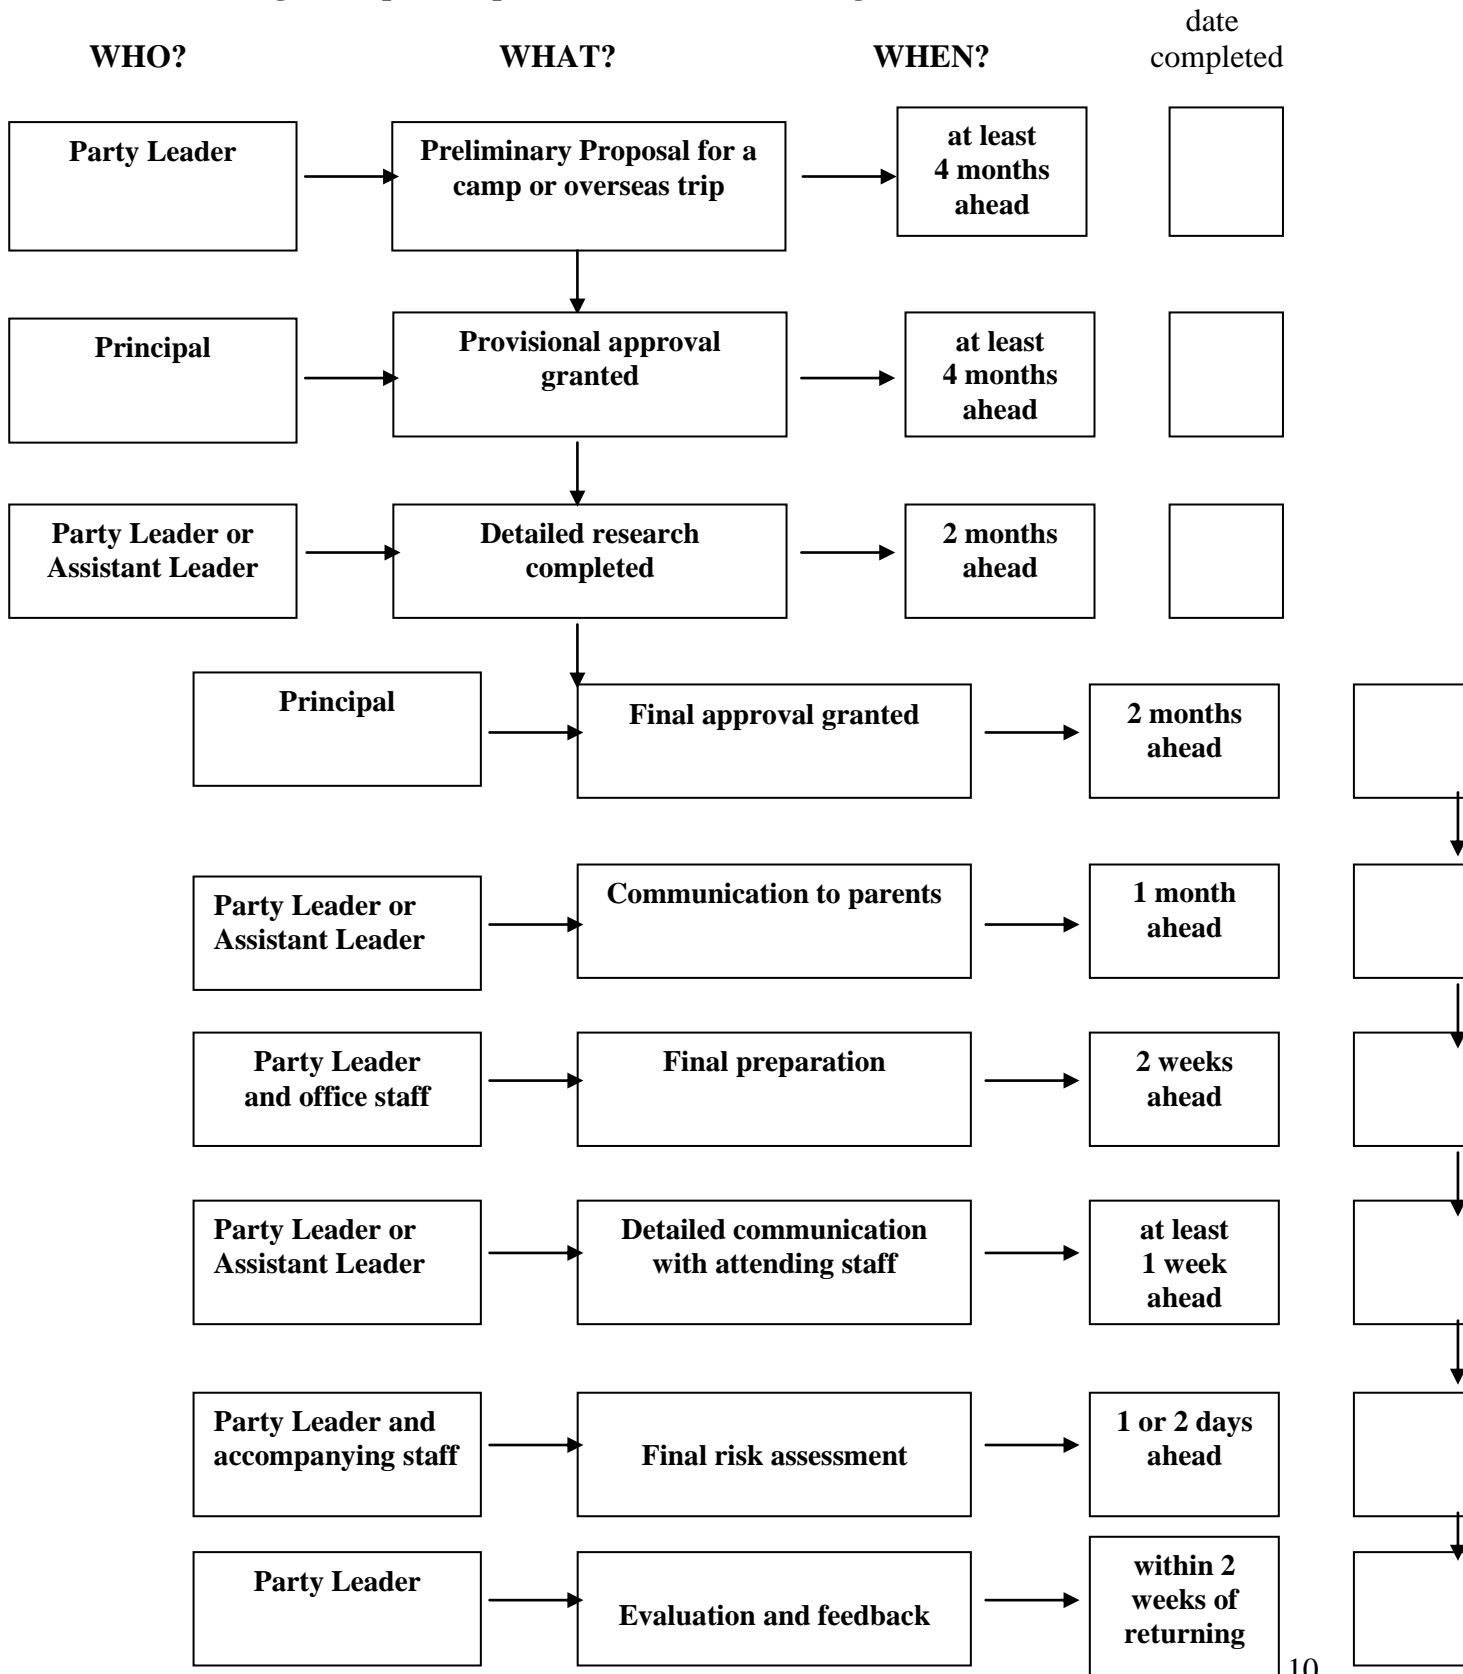 date
WHO? WHAT? WHEN? completed
Party Leader
Preliminary Proposal for a
camp or overseas trip
at least
4 months
ahead
Principal
Provisional approval
granted
at least
4 months
ahead
Party Leader or
Assistant Leader
Detailed research
completed
2 months
ahead
Principal
Final approval granted
2 months
ahead
Party Leader or
Assistant Leader
Communication to parents
1 month
ahead
Party Leader
and office staff
Final preparation
2 weeks
ahead
Party Leader or
Assistant Leader
Detailed communication
with attending staff
at least
1 week
ahead
Party Leader and
accompanying staff
Final risk assessment
1 or 2 days
ahead
Party Leader
Evaluation and feedback
within 2
weeks of
returning
10